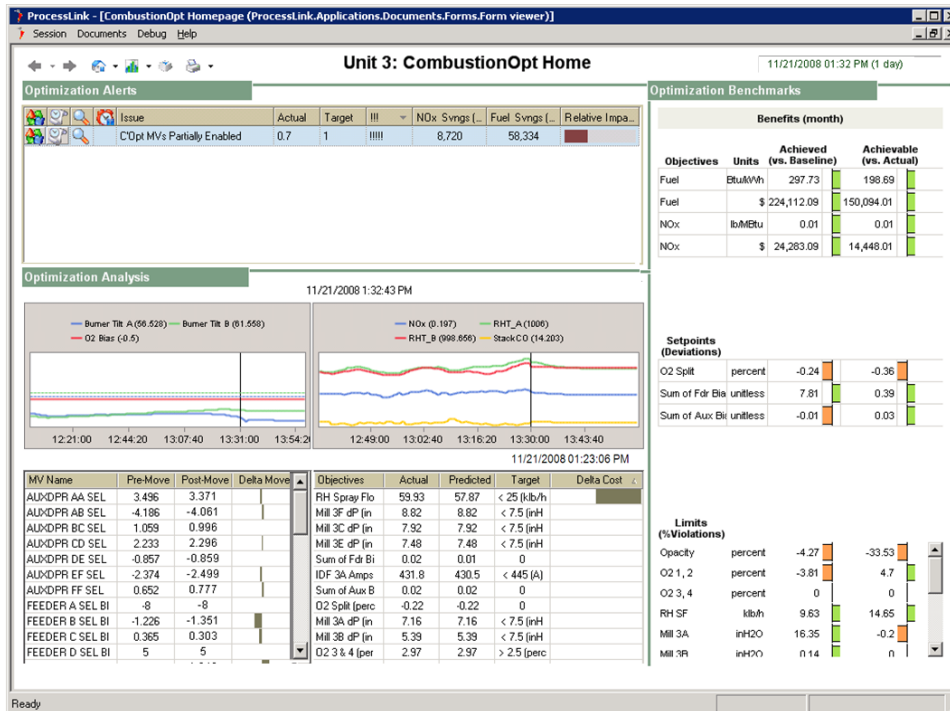 ProcessLink - [CombustionOpt Homepage (ProcessLink.Applications.Documents.Forms.Form viewer)]
Session Documents Debug Help
Unit 3: CombustionOpt Home
11/21/2008 01:32 PM (1 day)
Optimization Alerts
Issue Actual Target !!! NOx Svngs (... Fuel Svngs (... Relative Impa...
C'Opt MVs Partially Enabled 0.7 1 !!!!! 8,720 58,334
Optimization Analysis
11/21/2008 1:32:43 PM
Burner Tilt A (56.528) Burner Tilt B (61.558)
O2 Bias (-0.5)
12:21:00 12:44:20 13:07:40 13:31:00 13:54:2
NOx (0.197) RHT_A (1006)
RHT_B (998.656) StackCO (14.203)
12:49:00 13:02:40 13:16:20 13:30:00 13:43:40
11/21/2008 01:23:06 PM
MV Name Pre-Move Post-Move Delta Move
AUXDPR AA SEL 3.496 3.371
AUXDPR AB SEL -4.186 -4.061
AUXDPR BC SEL 1.059 0.996
AUXDPR CD SEL 2.233 2.296
AUXDPR DE SEL -0.857 -0.859
AUXDPR EF SEL -2.374 -2.499
AUXDPR FF SEL 0.652 0.777
FEEDER A SEL BI -8 -8
FEEDER B SEL BI -1.226 -1.351
FEEDER C SEL BI 0.365 0.303
FEEDER D SEL BI 5 5
Objectives Actual Predicted Target Delta Cost
RH Spray Flo 59.93 57.87 < 25 (klb/h
Mill 3F dP (in 8.82 8.82 < 7.5 (inH
Mill 3C dP (in 7.92 7.92 < 7.5 (inH
Mill 3E dP (in 7.48 7.48 < 7.5 (inH
Sum of Fdr Bi 0.02 0.01 0
IDF 3A Amps 431.8 430.5 < 445 (A)
Sum of Aux B 0.02 0.02 0
O2 Split (perc -0.22 -0.22 0
Mill 3A dP (in 7.16 7.16 < 7.5 (inH
Mill 3B dP (in 5.39 5.39 < 7.5 (inH
O2 3 & 4 (per 2.97 2.97 > 2.5 (perc
Optimization Benchmarks
Benefits (month)
Achieved Achievable
Objectives Units (vs. Baseline) (vs. Actual)
Fuel Btu/kWh 297.73 198.69
Fuel $ 224,112.09 150,094.01
NOx lb/MBtu 0.01 0.01
NOx $ 24,283.09 14,448.01
Setpoints
(Deviations)
O2 Split percent -0.24 -0.36
Sum of Fdr Bia unitless 7.81 0.39
Sum of Aux Bi unitless -0.01 0.03
Limits
(%Violations)
Opacity percent -4.27 -33.53
O2 1, 2 percent -3.81 4.7
O2 3, 4 percent 0 0
RH SF klb/h 9.63 14.65
Mill 3A inH2O 16.35 -0.2
Mill 3B inH2O 0.14 0
Ready